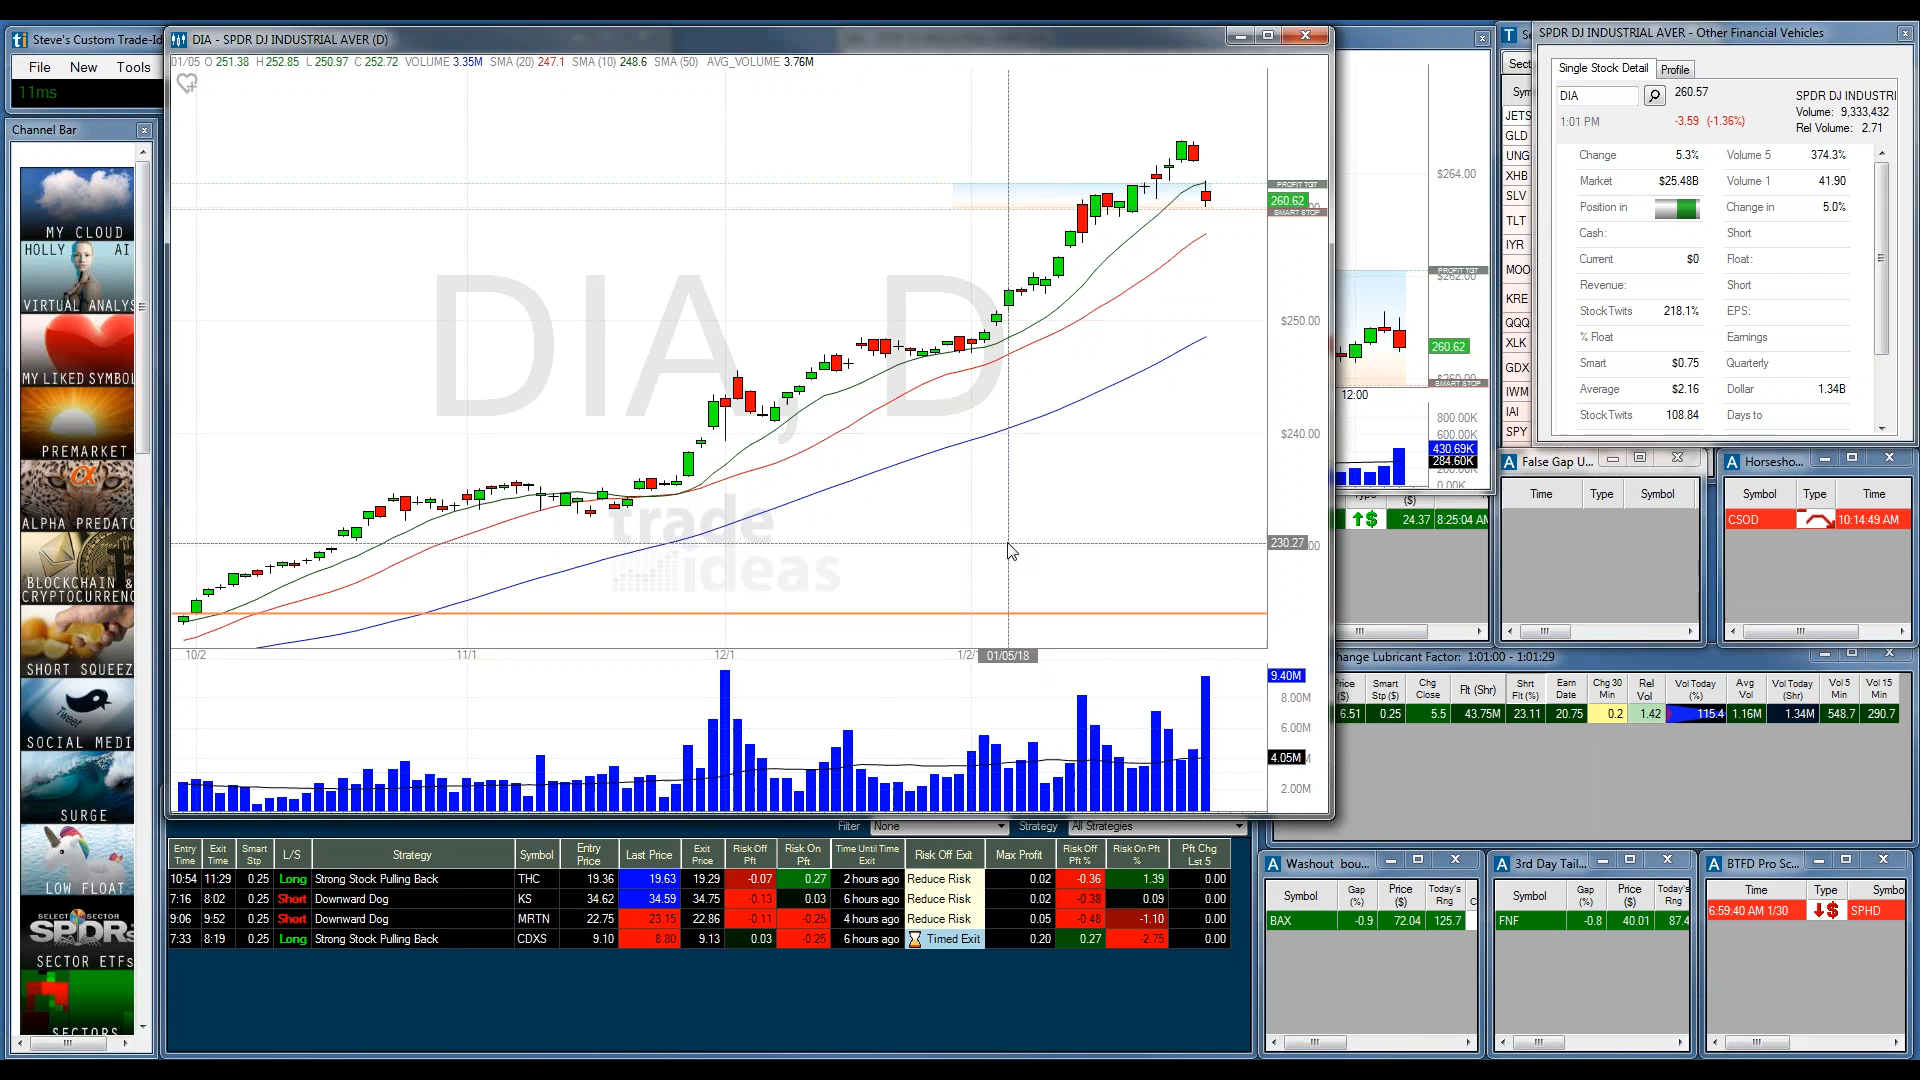 Steve's Custom Trade-Id
File New Tools
11ms
Channel Bar
MY CLOUD
HOLLY AI
VIRTUAL ANALYS
MY LIKED SYMBOL
PREMARKET
ALPHA PREDATO
BLOCKCHAIN &
CRYPTOCURRENC
SHORT SQUEEZ
Tweet
SOCIAL MEDI
SURGE
LOW FLOAT
SELECT SECTOR
SPDRs
SECTOR ETFs
SECTORS
DIA - SPDR DJ INDUSTRIAL AVER (D)
01/05 O 251.38 H 252.85 L 250.97 C 252.72 VOLUME 3.35M SMA (20) 247.1 SMA (10) 248.6 SMA (50) AVG_VOLUME 3.76M
DIA, D
trade
ideas
PROFIT TGT
260.62
SMART STOP
$250.00
$240.00
230.27
10/2 11/1 12/1 1/2/ 01/05/18
9.40M
8.00M
6.00M
4.05M
2.00M
$264.00
PROFIT TGT
$262.00
260.62
$260.00
SMART STOP
12:00
800.00K
600.00K
430.69K
284.60K
0.00K
Type ($)
24.37 8:25:04 AM
Sect
Sym
JETS
GLD
UNG
XHB
SLV
TLT
IYR
MOO
KRE
QQQ
XLK
GDX
IWM
IAI
SPY
SPDR DJ INDUSTRIAL AVER - Other Financial Vehicles
Single Stock Detail Profile
DIA 260.57 SPDR DJ INDUSTRI
1:01 PM -3.59 (-1.36%) Volume: 9,333,432
Rel Volume: 2.71
Change 5.3% Volume 5 374.3%
Market $25.48B Volume 1 41.90
Position in Change in 5.0%
Cash: Short
Current $0 Float:
Revenue: Short
StockTwits 218.1% EPS:
% Float Earnings
Smart $0.75 Quarterly
Average $2.16 Dollar 1.34B
StockTwits 108.84 Days to
False Gap U...
Time Type Symbol
Horsesho...
Symbol Type Time
CSOD 10:14:49 AM
hange Lubricant Factor: 1:01:00 - 1:01:29
Price ($) Smart Stp ($) Chg Close Flt (Shr) Shrt Flt (%) Earn Date Chg 30 Min Rel Vol Vol Today (%) Avg Vol Vol Today (Shr) Vol 5 Min Vol 15 Min
6.51 0.25 5.5 43.75M 23.11 20.75 0.2 1.42 115.4 1.16M 1.34M 548.7 290.7
Filter None Strategy All Strategies
Entry Time Exit Time Smart Stp L/S Strategy Symbol Entry Price Last Price Exit Price Risk Off Pft Risk On Pft Time Until Time Exit Risk Off Exit Max Profit Risk Off Pft % Risk On Pft % Pft Chg Lst 5
10:54 11:29 0.25 Long Strong Stock Pulling Back THC 19.36 19.63 19.29 -0.07 0.27 2 hours ago Reduce Risk 0.02 -0.36 1.39 0.00
7:16 8:02 0.25 Short Downward Dog KS 34.62 34.59 34.75 -0.13 0.03 6 hours ago Reduce Risk 0.02 -0.38 0.09 0.00
9:06 9:52 0.25 Short Downward Dog MRTN 22.75 23.15 22.86 -0.11 -0.25 4 hours ago Reduce Risk 0.05 -0.48 -1.10 0.00
7:33 8:19 0.25 Long Strong Stock Pulling Back CDXS 9.10 8.80 9.13 0.03 -0.25 6 hours ago Timed Exit 0.20 0.27 -2.75 0.00
Washout bou...
Symbol Gap (%) Price ($) Today's Rng
BAX -0.9 72.04 125.7
3rd Day Tail...
Symbol Gap (%) Price ($) Today's Rng
FNF -0.8 40.01 87.4
BTFD Pro Sc...
Time Type Symbo
6:59:40 AM 1/30 SPHD